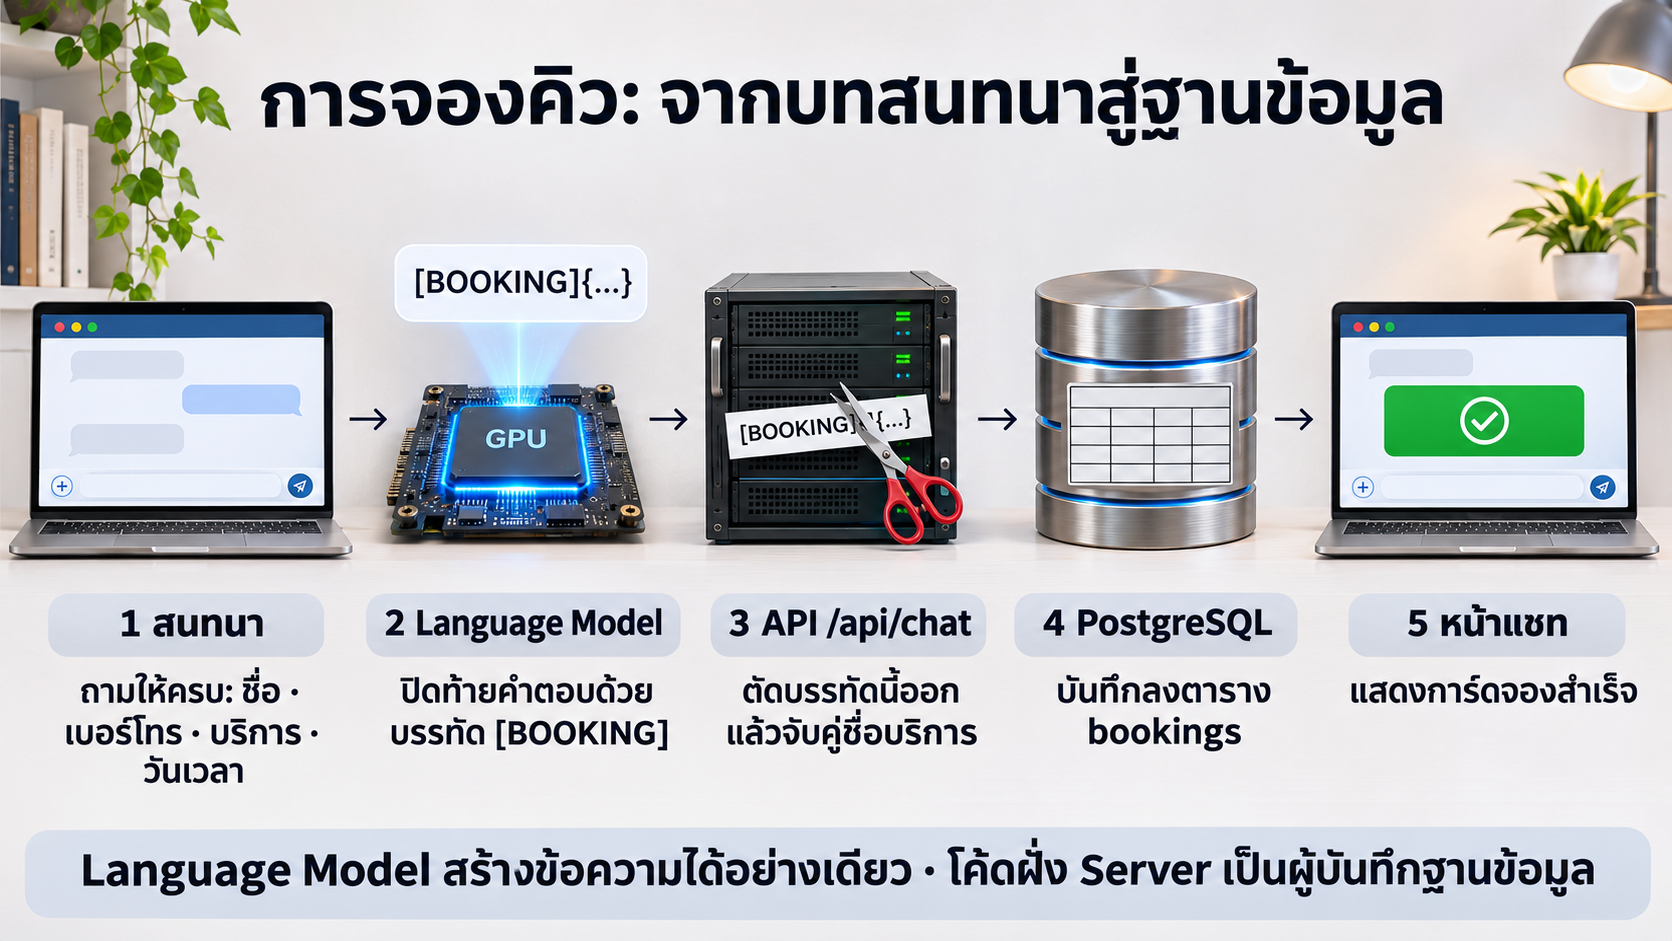 การจองคิว: จากบทสนทนาสู่ฐานข้อมูล
[BOOKING]{...}
GPU
[BOOKING]{...}
1 สนทนา
ถามให้ครบ: ชื่อ ·
เบอร์โทร · บริการ ·
วันเวลา
2 Language Model
ปิดท้ายคำตอบด้วย
บรรทัด [BOOKING]
3 API /api/chat
ตัดบรรทัดนี้ออก
แล้วจับคู่ชื่อบริการ
4 PostgreSQL
บันทึกลงตาราง
bookings
5 หน้าแชท
แสดงการ์ดจองสำเร็จ
Language Model สร้างข้อความได้อย่างเดียว · โค้ดฝั่ง Server เป็นผู้บันทึกฐานข้อมูล